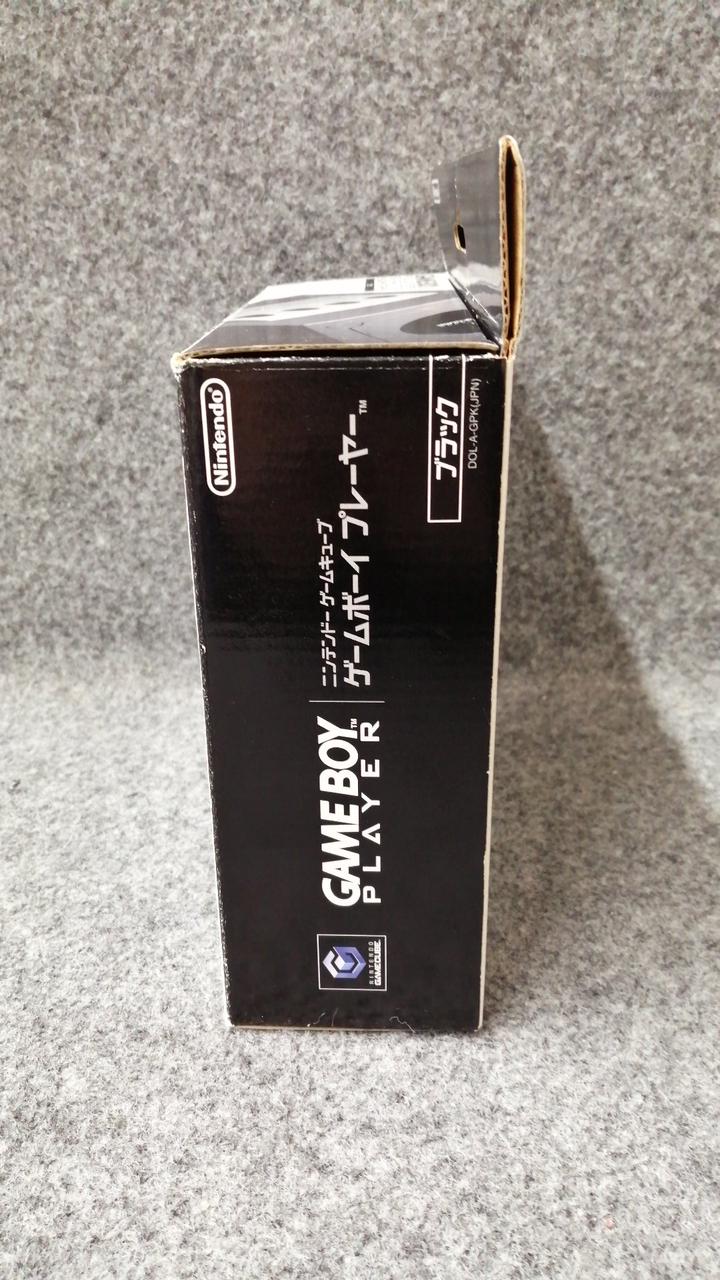 Nintendo®
ニンテンドー ゲームキューブ
ゲームボーイ プレーヤー™
ブラック
DOL-A-GPK(JPN)
GAME BOY™
PLAYER
NINTENDO
GAMECUBE